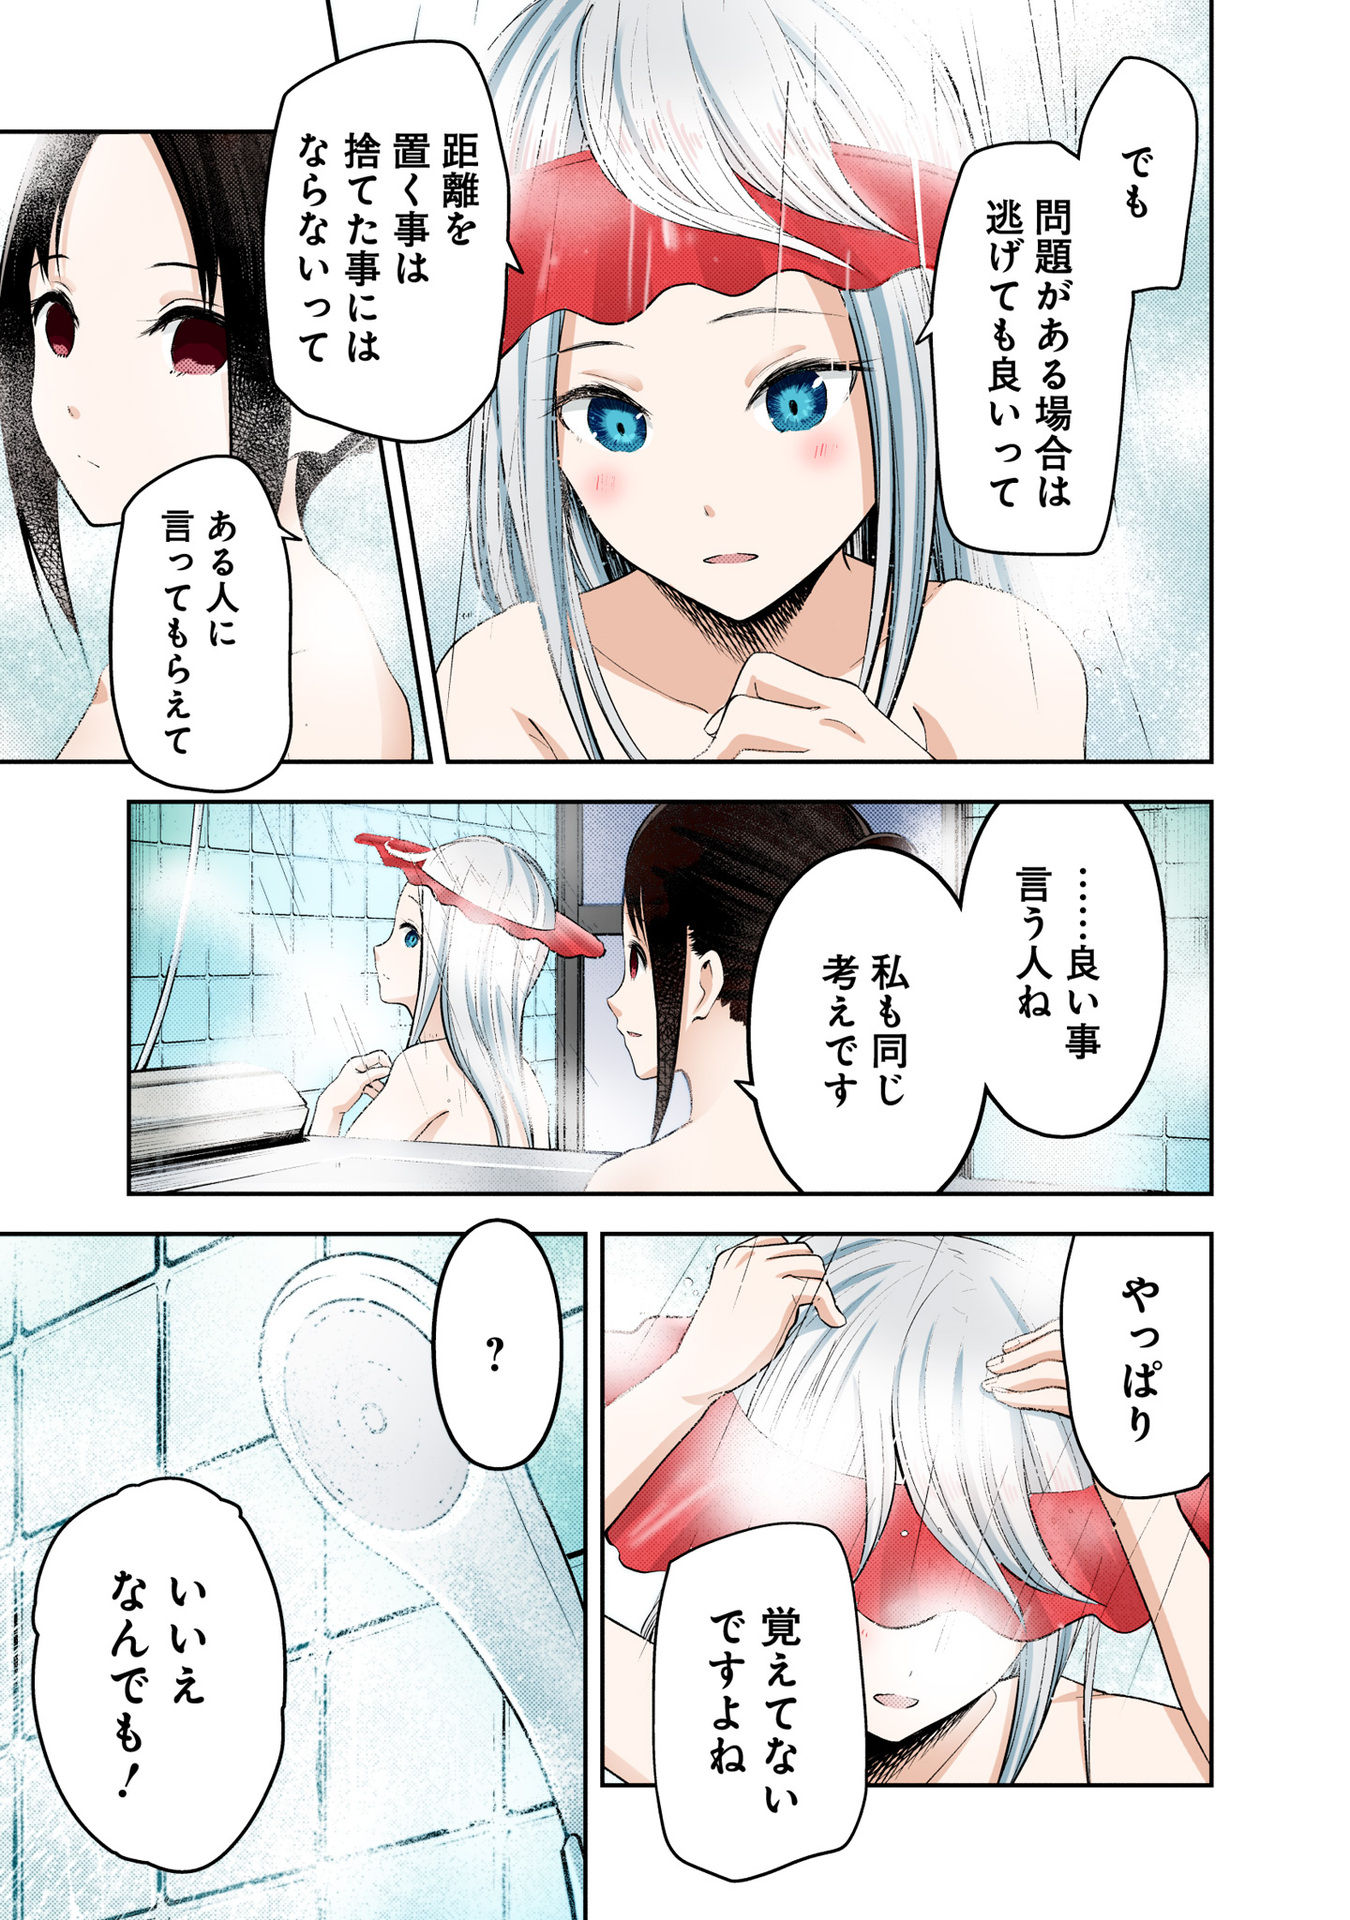 でも
問題がある場合は
逃げても良いって
距離を
置く事は
捨てた事には
ならないって
ある人に
言ってもらえて
……良い事
言う人ね
私も同じ
考えです
やっぱり
覚えてない
ですよね
？
いいえ
なんでも！